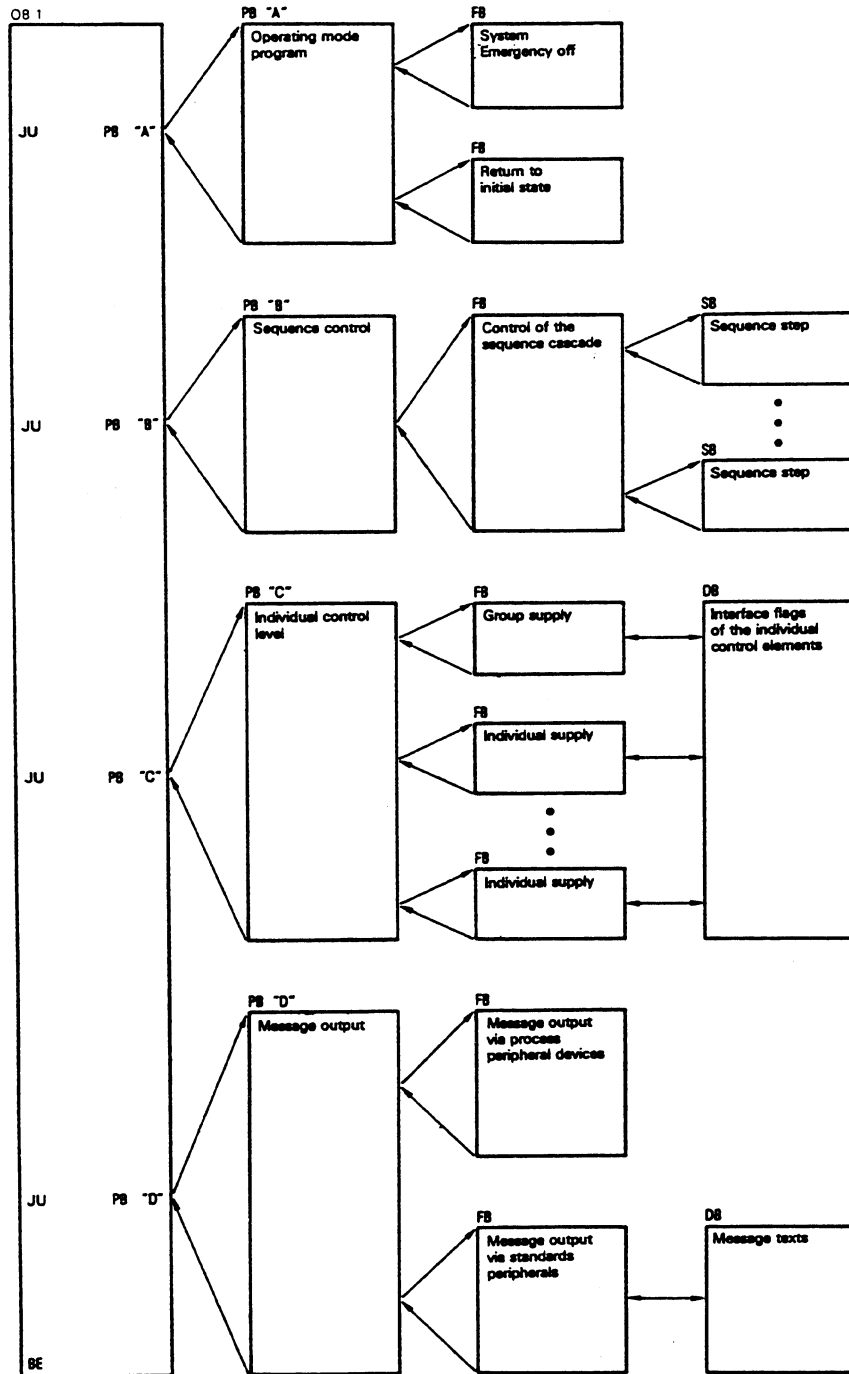 OB 1
PB "A"
Operating mode
program
FB
System
Emergency off
JU PB "A"
FB
Return to
initial state
PB "B"
Sequence control
FB
Control of the
sequence cascade
SB
Sequence step
JU PB "B"
SB
Sequence step
PB "C"
Individual control
level
FB
Group supply
DB
Interface flags
of the individual
control elements
FB
Individual supply
JU PB "C"
FB
Individual supply
PB "D"
Message output
FB
Message output
via process
peripheral devices
JU PB "D"
FB
Message output
via standards
peripherals
DB
Message texts
BE